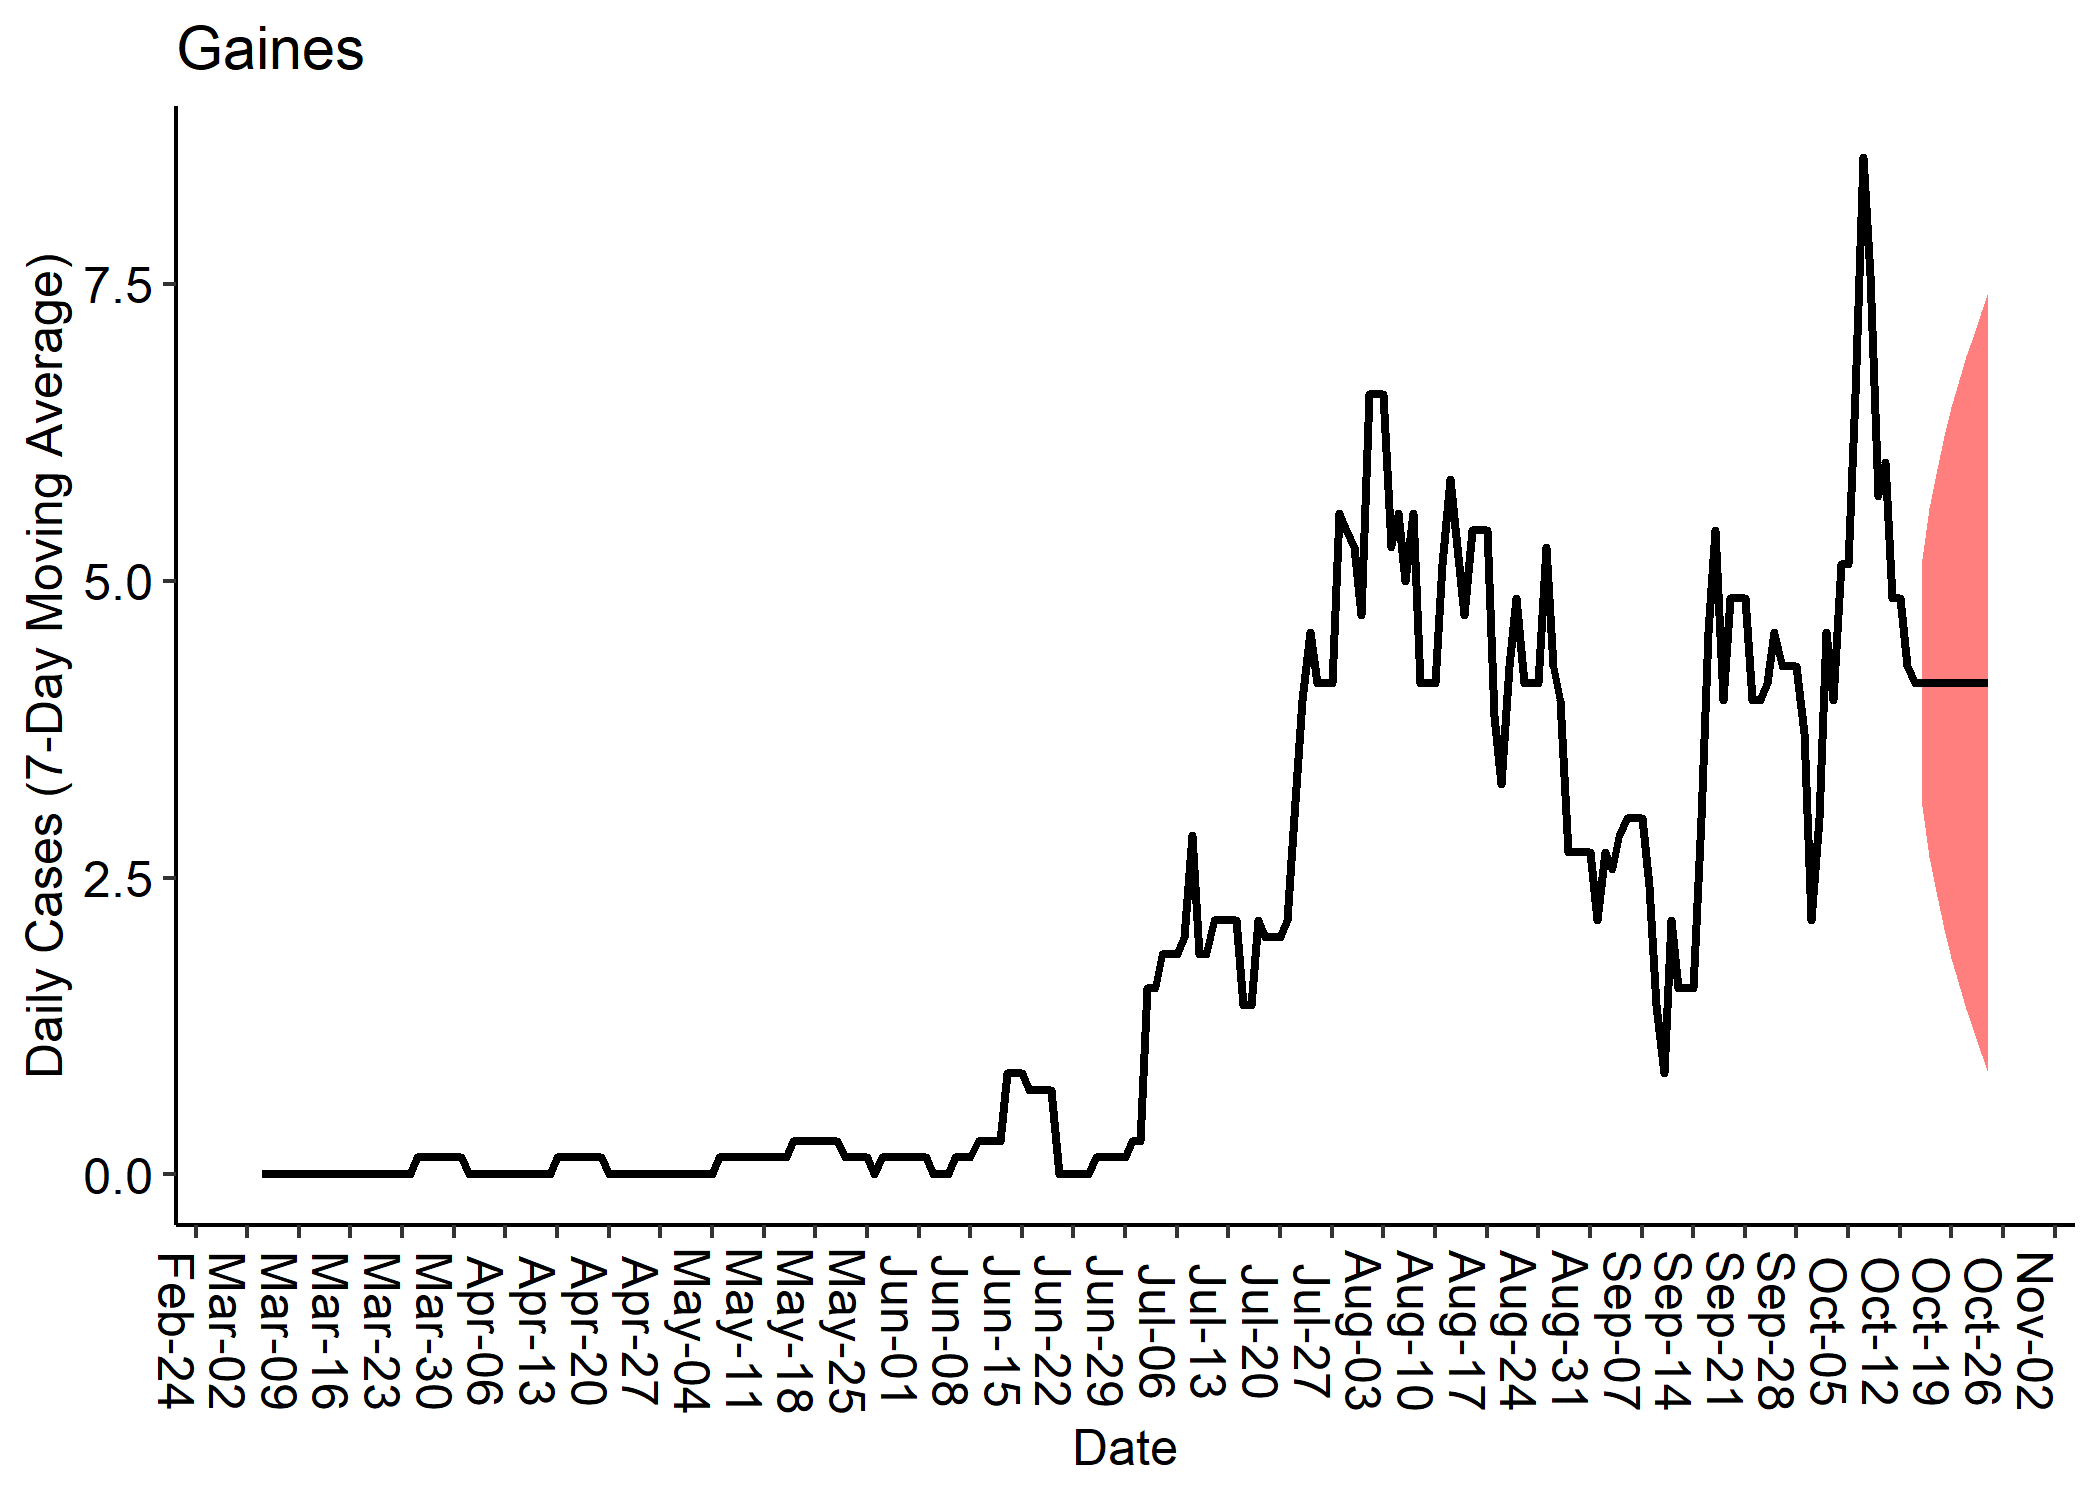 Gaines
Daily Cases (7-Day Moving Average)
7.5
5.0
2.5
0.0
Feb-24
Mar-02
Mar-09
Mar-16
Mar-23
Mar-30
Apr-06
Apr-13
Apr-20
Apr-27
May-04
May-11
May-18
May-25
Jun-01
Jun-08
Jun-15
Jun-22
Jun-29
Jul-06
Jul-13
Jul-20
Jul-27
Aug-03
Aug-10
Aug-17
Aug-24
Aug-31
Sep-07
Sep-14
Sep-21
Sep-28
Oct-05
Oct-12
Oct-19
Oct-26
Nov-02
Date